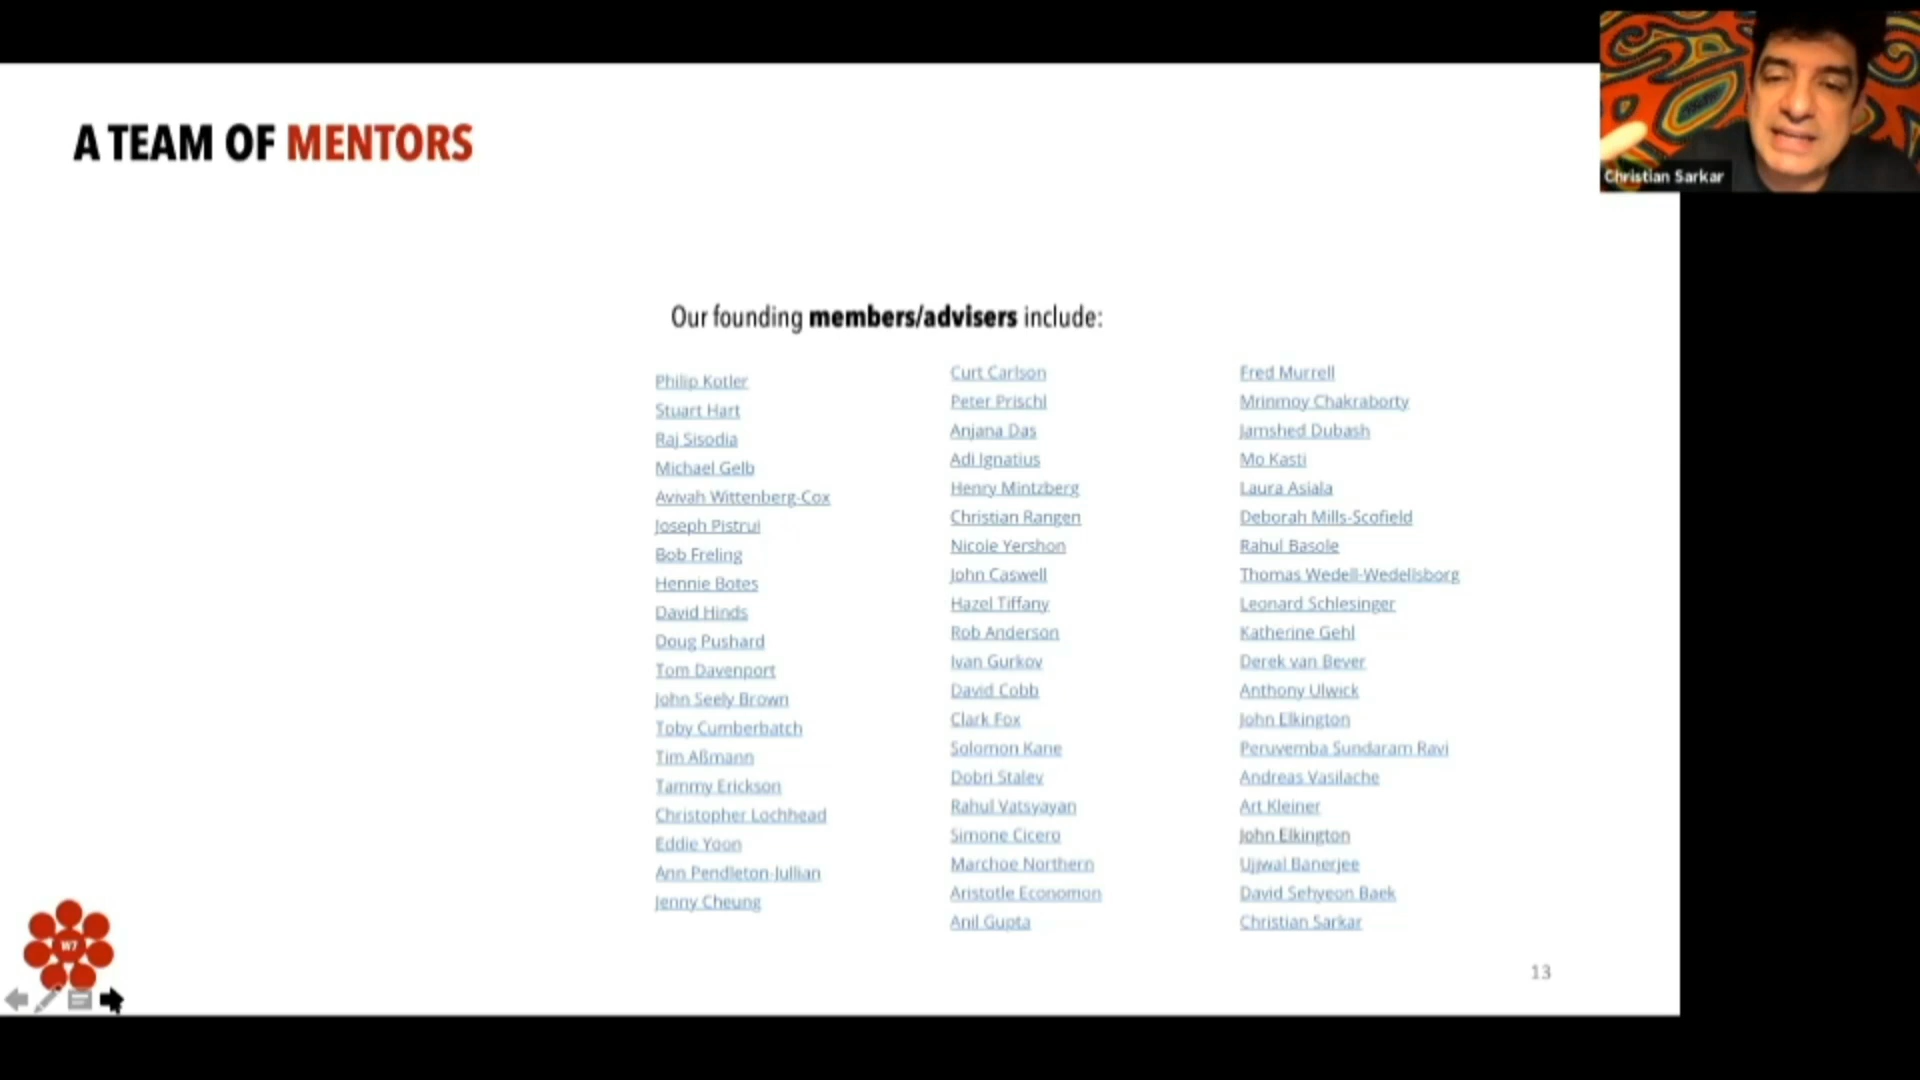 A TEAM OF MENTORS
Christian Sarkar
Our founding members/advisers include:
Philip Kotler
Stuart Hart
Raj Sisodia
Michael Gelb
Avivah Wittenberg-Cox
Joseph Pistrui
Bob Freling
Hennie Botes
David Hinds
Doug Pushard
Tom Davenport
John Seely Brown
Toby Cumberbatch
Tim Aßmann
Tammy Erickson
Christopher Lochhead
Eddie Yoon
Ann Pendleton-Jullian
Jenny Cheung
Curt Carlson
Peter Prischl
Anjana Das
Adi Ignatius
Henry Mintzberg
Christian Rangen
Nicole Yershon
John Caswell
Hazel Tiffany
Rob Anderson
Ivan Gurkov
David Cobb
Clark Fox
Solomon Kane
Dobri Stalev
Rahul Vatsyayan
Simone Cicero
Marchoe Northern
Aristotle Economon
Anil Gupta
Fred Murrell
Mrinmoy Chakraborty
Jamshed Dubash
Mo Kasti
Laura Asiala
Deborah Mills-Scofield
Rahul Basole
Thomas Wedell-Wedellsborg
Leonard Schlesinger
Katherine Gehl
Derek van Bever
Anthony Ulwick
John Elkington
Peruvemba Sundaram Ravi
Andreas Vasilache
Art Kleiner
John Elkington
Ujjwal Banerjee
David Sehyeon Baek
Christian Sarkar
W7
13